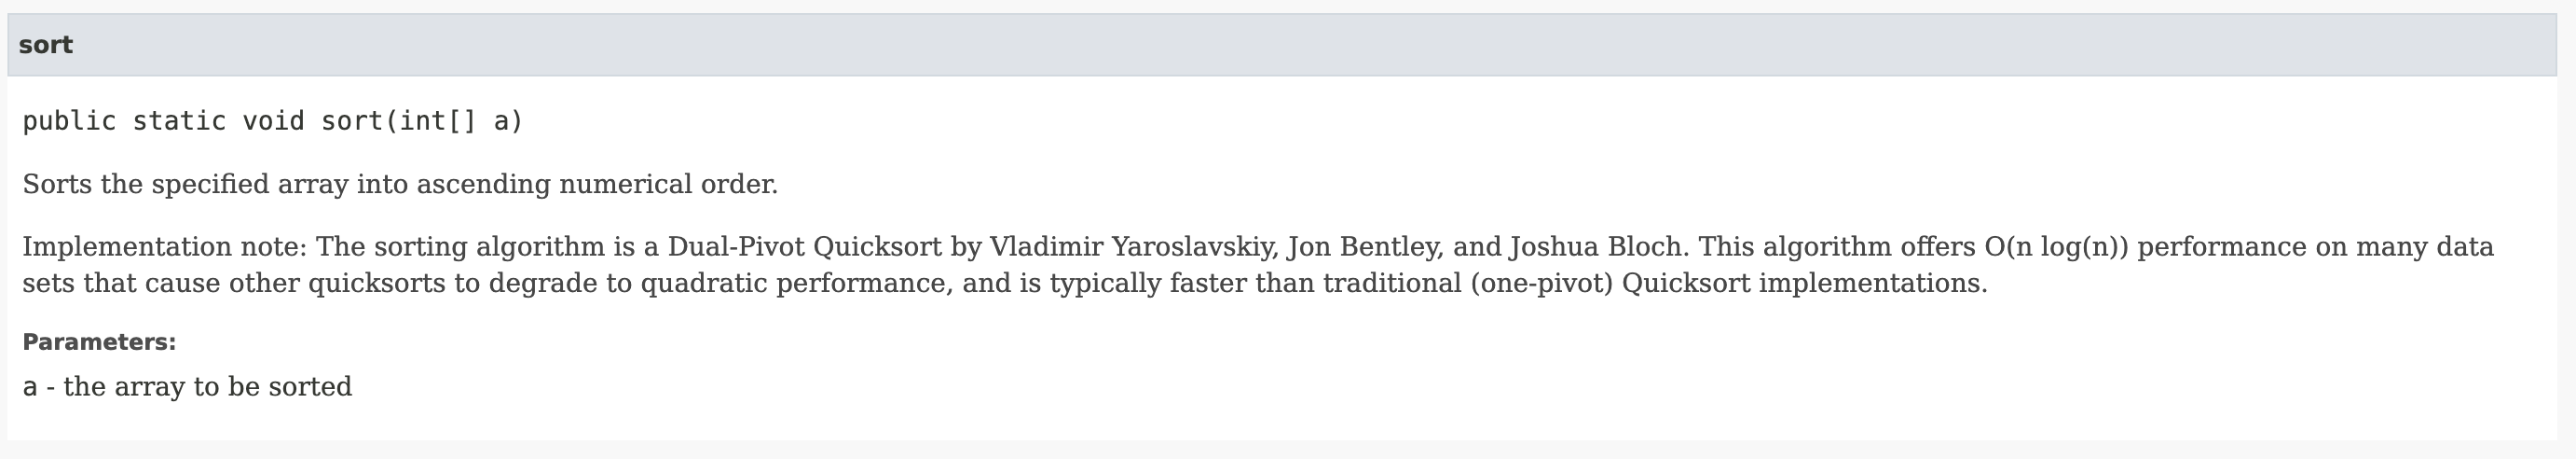 sort
public static void sort(int[] a)
Sorts the specified array into ascending numerical order.
Implementation note: The sorting algorithm is a Dual-Pivot Quicksort by Vladimir Yaroslavskiy, Jon Bentley, and Joshua Bloch. This algorithm offers O(n log(n)) performance on many data
sets that cause other quicksorts to degrade to quadratic performance, and is typically faster than traditional (one-pivot) Quicksort implementations.
Parameters:
a - the array to be sorted